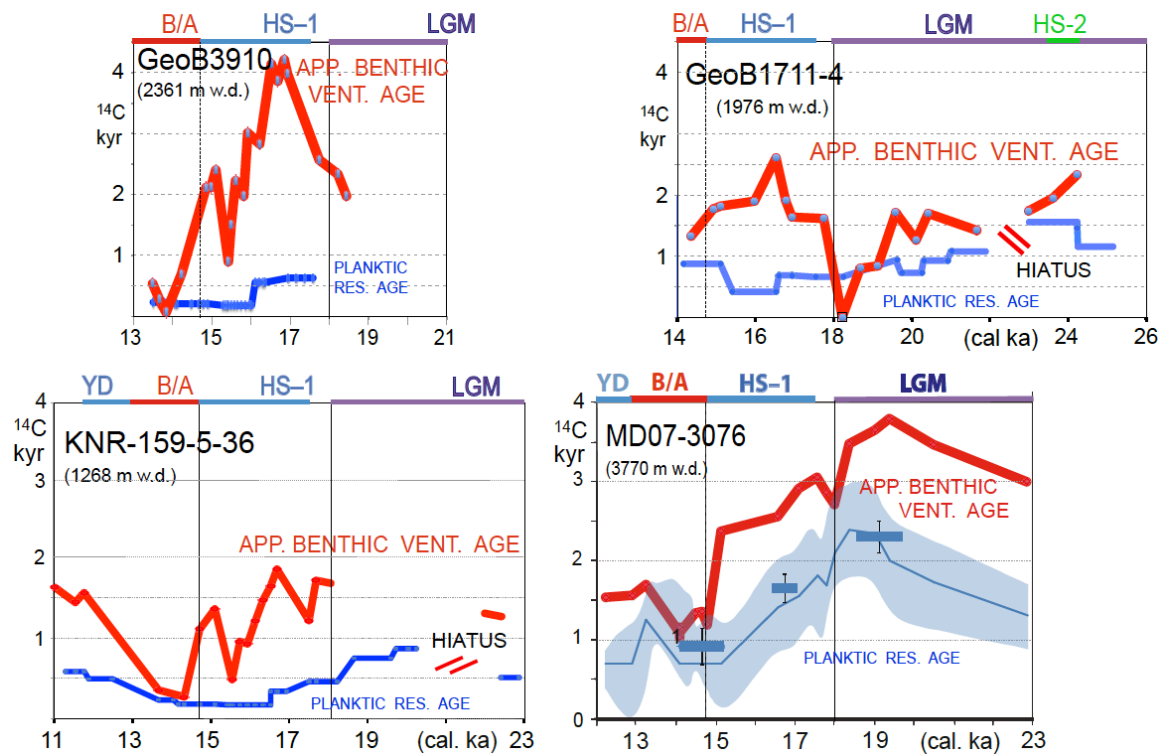 B/A HS–1 LGM
GeoB3910
(2361 m w.d.)
APP. BENTHIC
VENT. AGE
4
14C
kyr
2
1
PLANKTIC
RES. AGE
13 15 17 19 21
B/A HS–1 LGM HS-2
GeoB1711-4
(1976 m w.d.)
4
14C
kyr
APP. BENTHIC VENT. AGE
2
1
HIATUS
PLANKTIC RES. AGE
14 16 18 20 (cal ka) 24 26
YD B/A HS–1 LGM
4
14C
kyr
KNR-159-5-36
(1268 m w.d.)
3
2
APP. BENTHIC VENT. AGE
1
HIATUS
PLANKTIC RES. AGE
11 13 15 17 19 (cal. ka) 23
YD B/A HS–1 LGM
4
14C
kyr
MD07-3076
(3770 m w.d.)
3
APP. BENTHIC
VENT. AGE
2
1
1
PLANKTIC RES. AGE
0
13 15 17 19 (cal. ka) 23